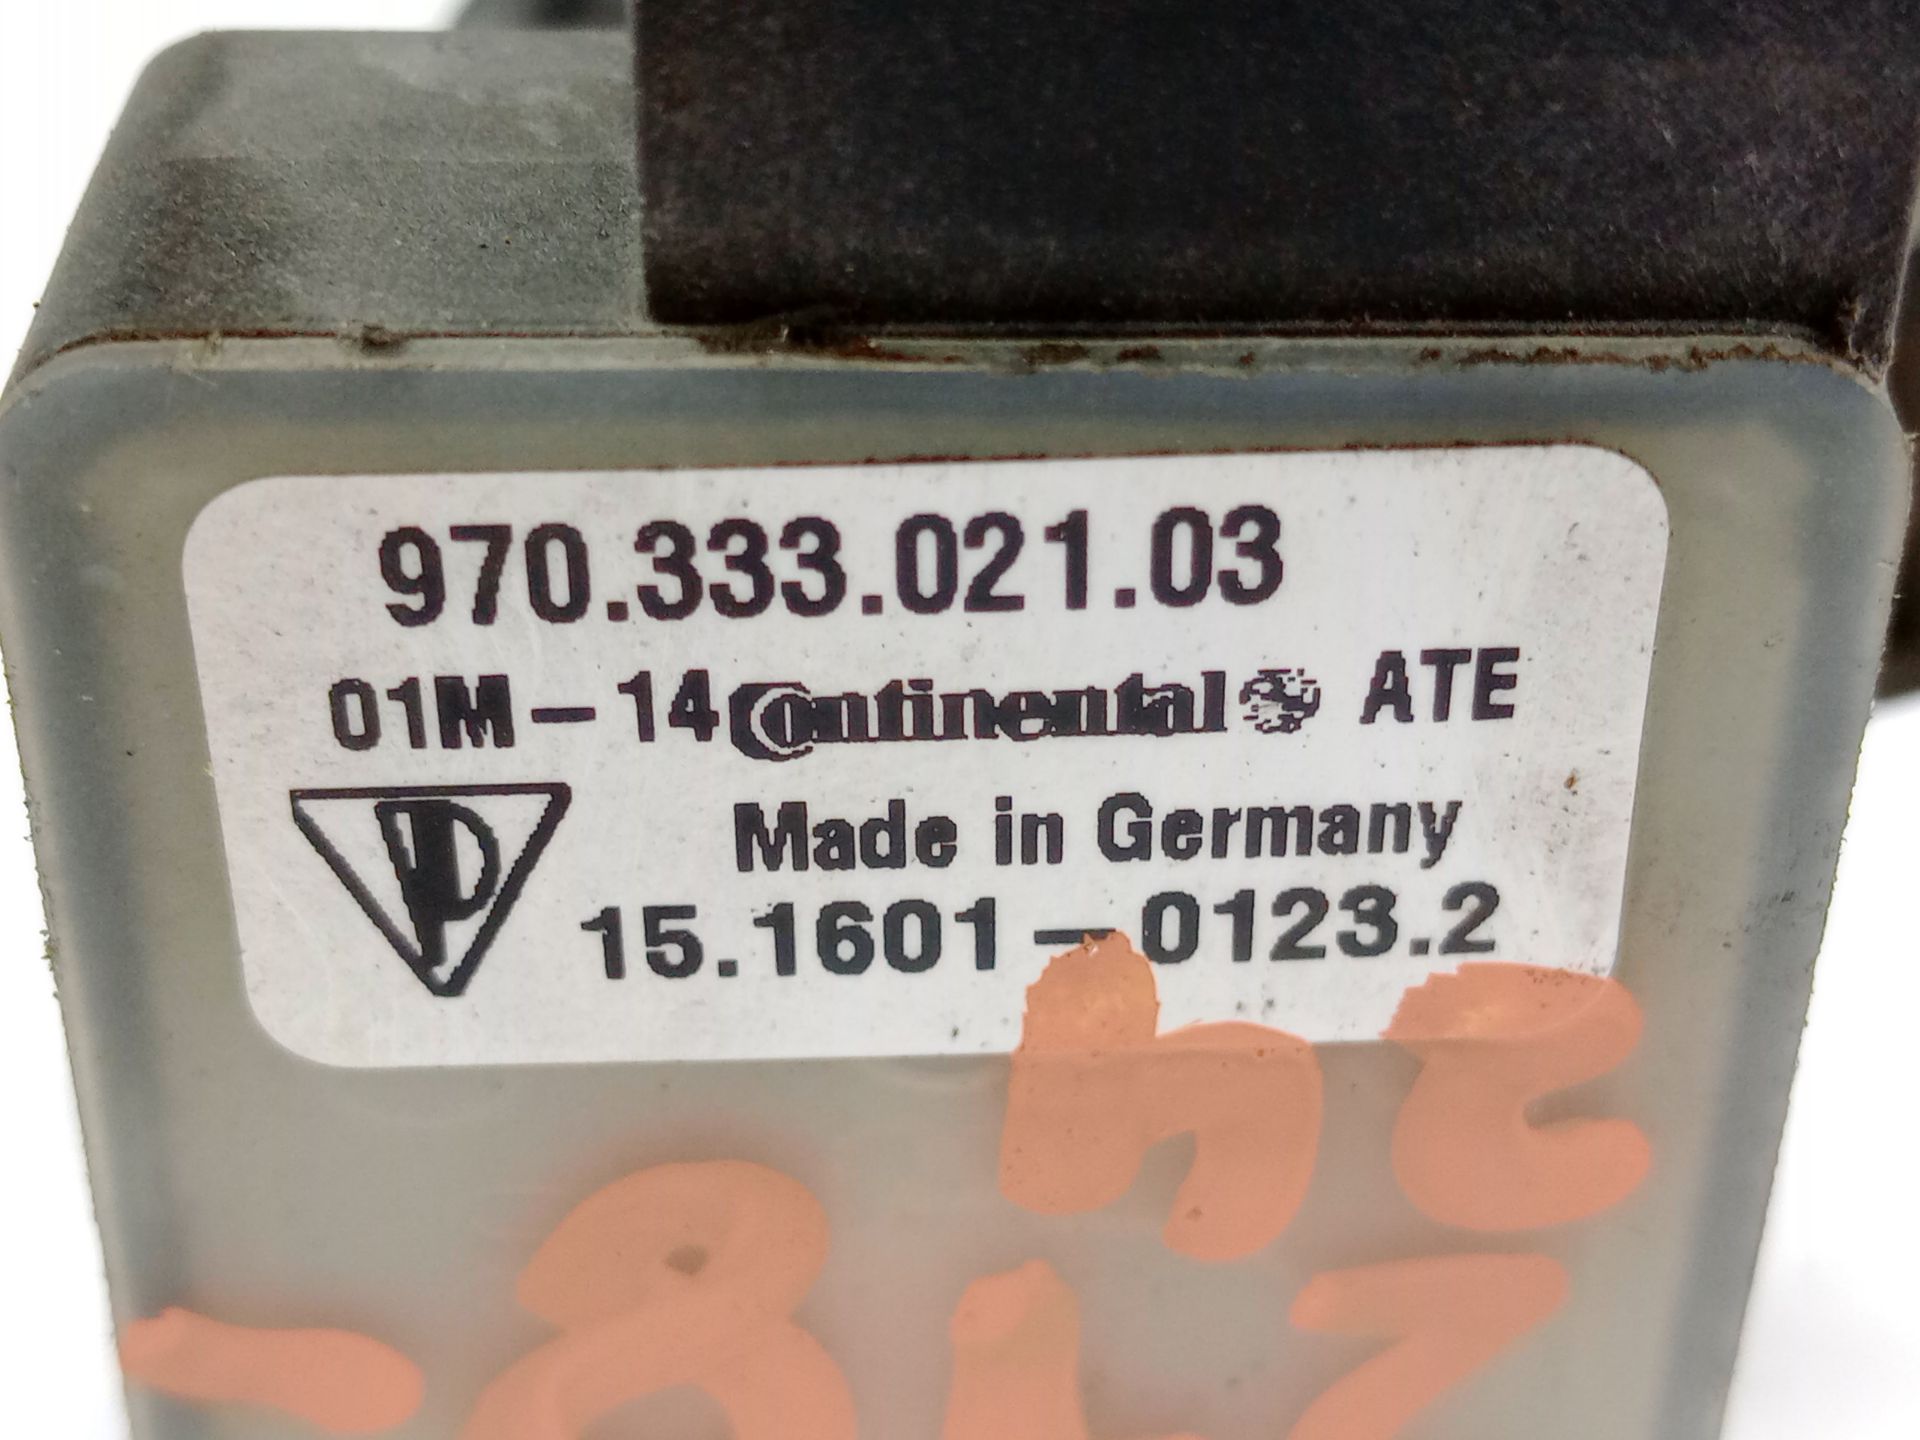 970.333.021.03
01M-14 Continental ATE
P
Made in Germany
15.1601-0123.2